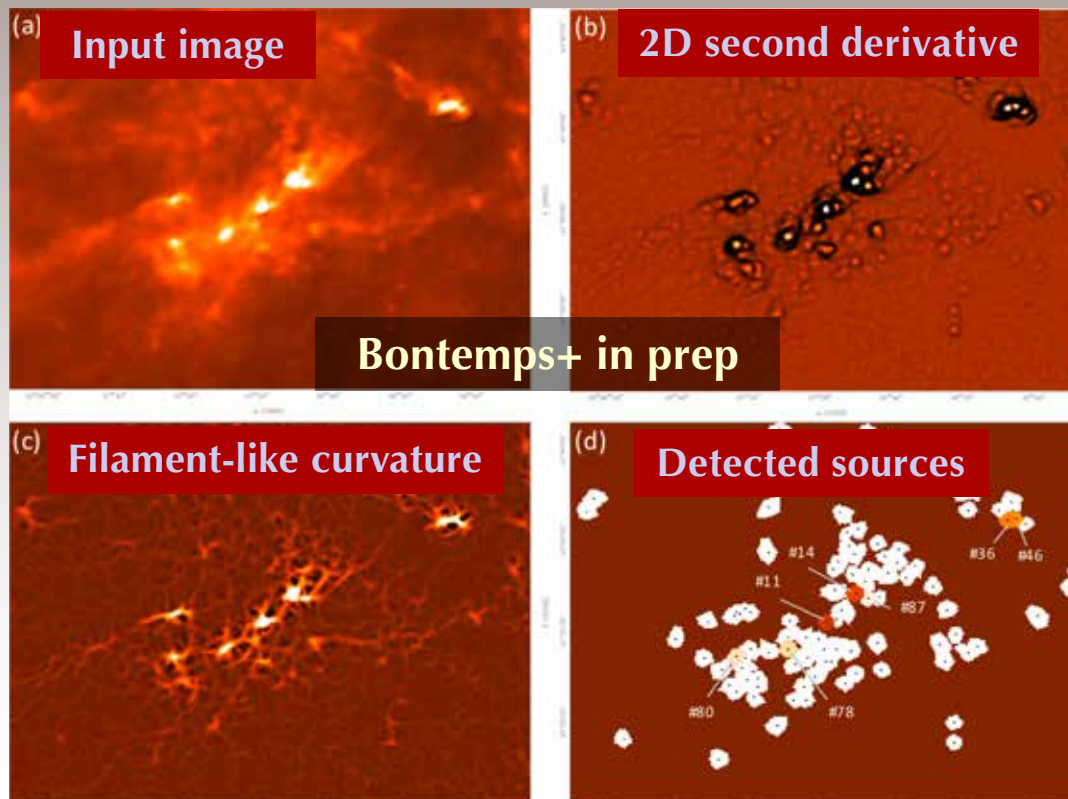 (a)
Input image
(b)
2D second derivative
Bontemps+ in prep
(c)
Filament-like curvature
(d)
Detected sources
#36
#46
#14
#11
#87
#80
#78